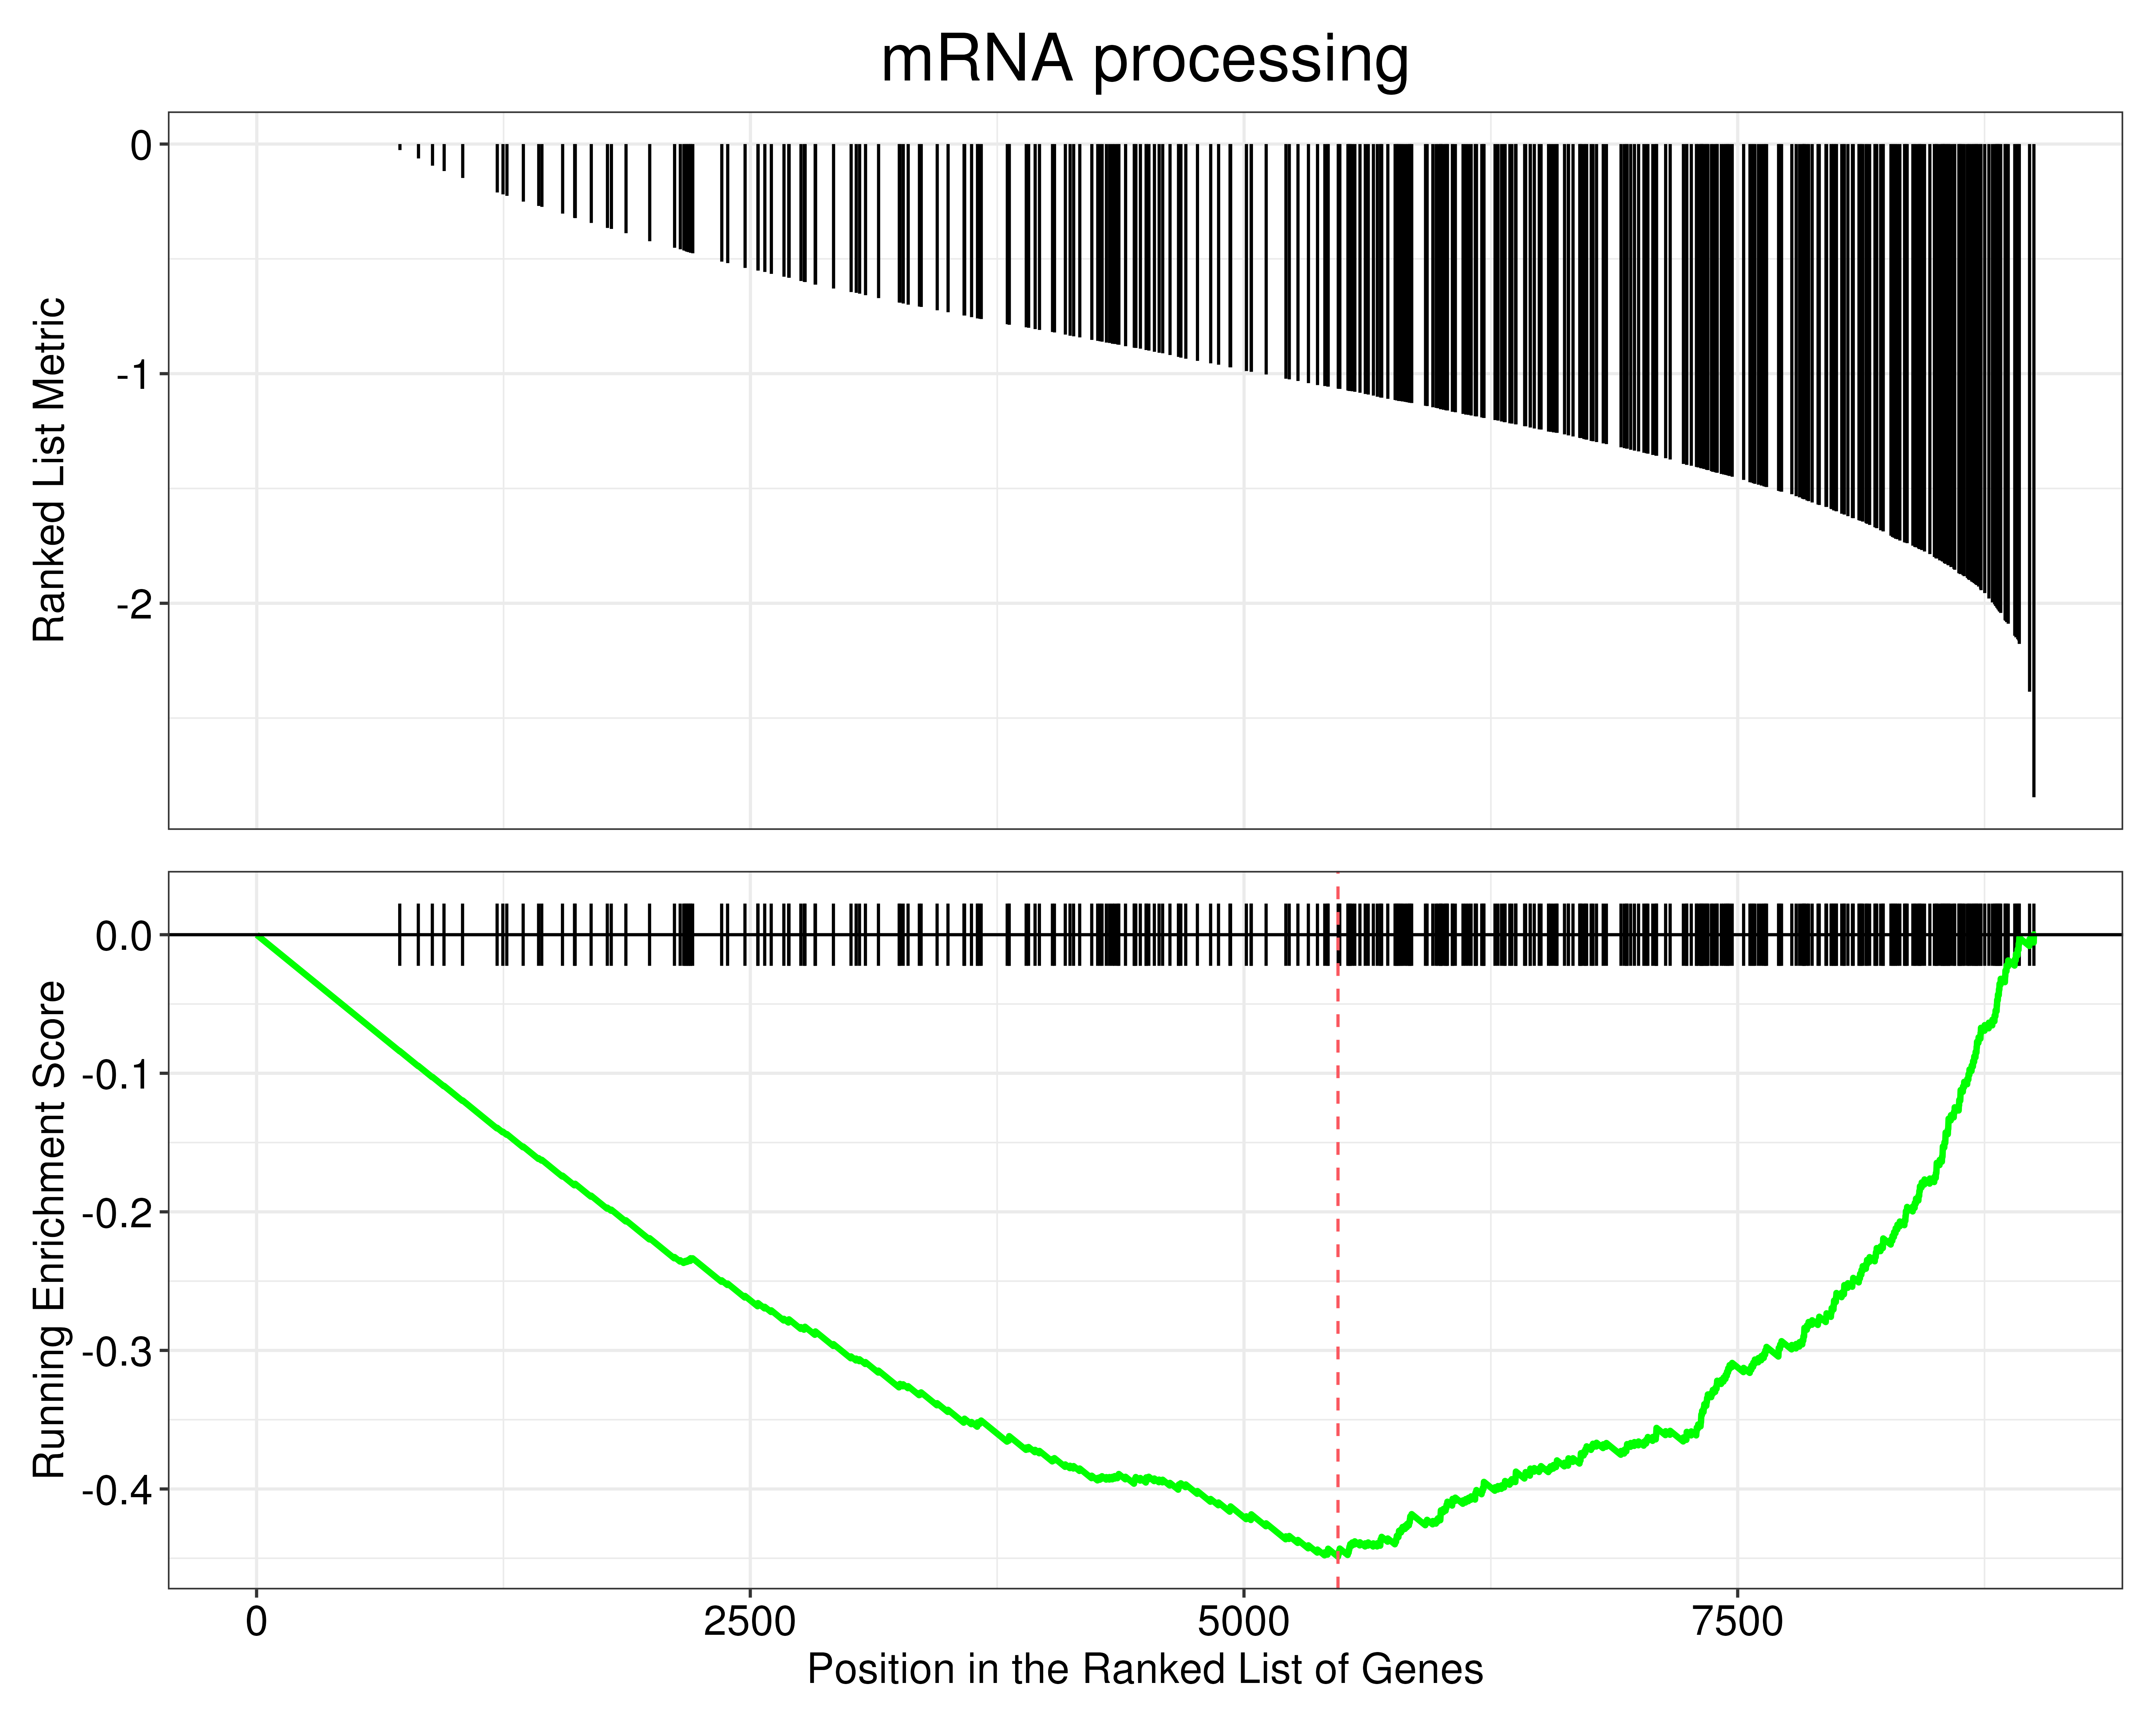 mRNA processing
Ranked List Metric
0
-1
-2
Running Enrichment Score
0.0
-0.1
-0.2
-0.3
-0.4
0 2500 5000 7500
Position in the Ranked List of Genes